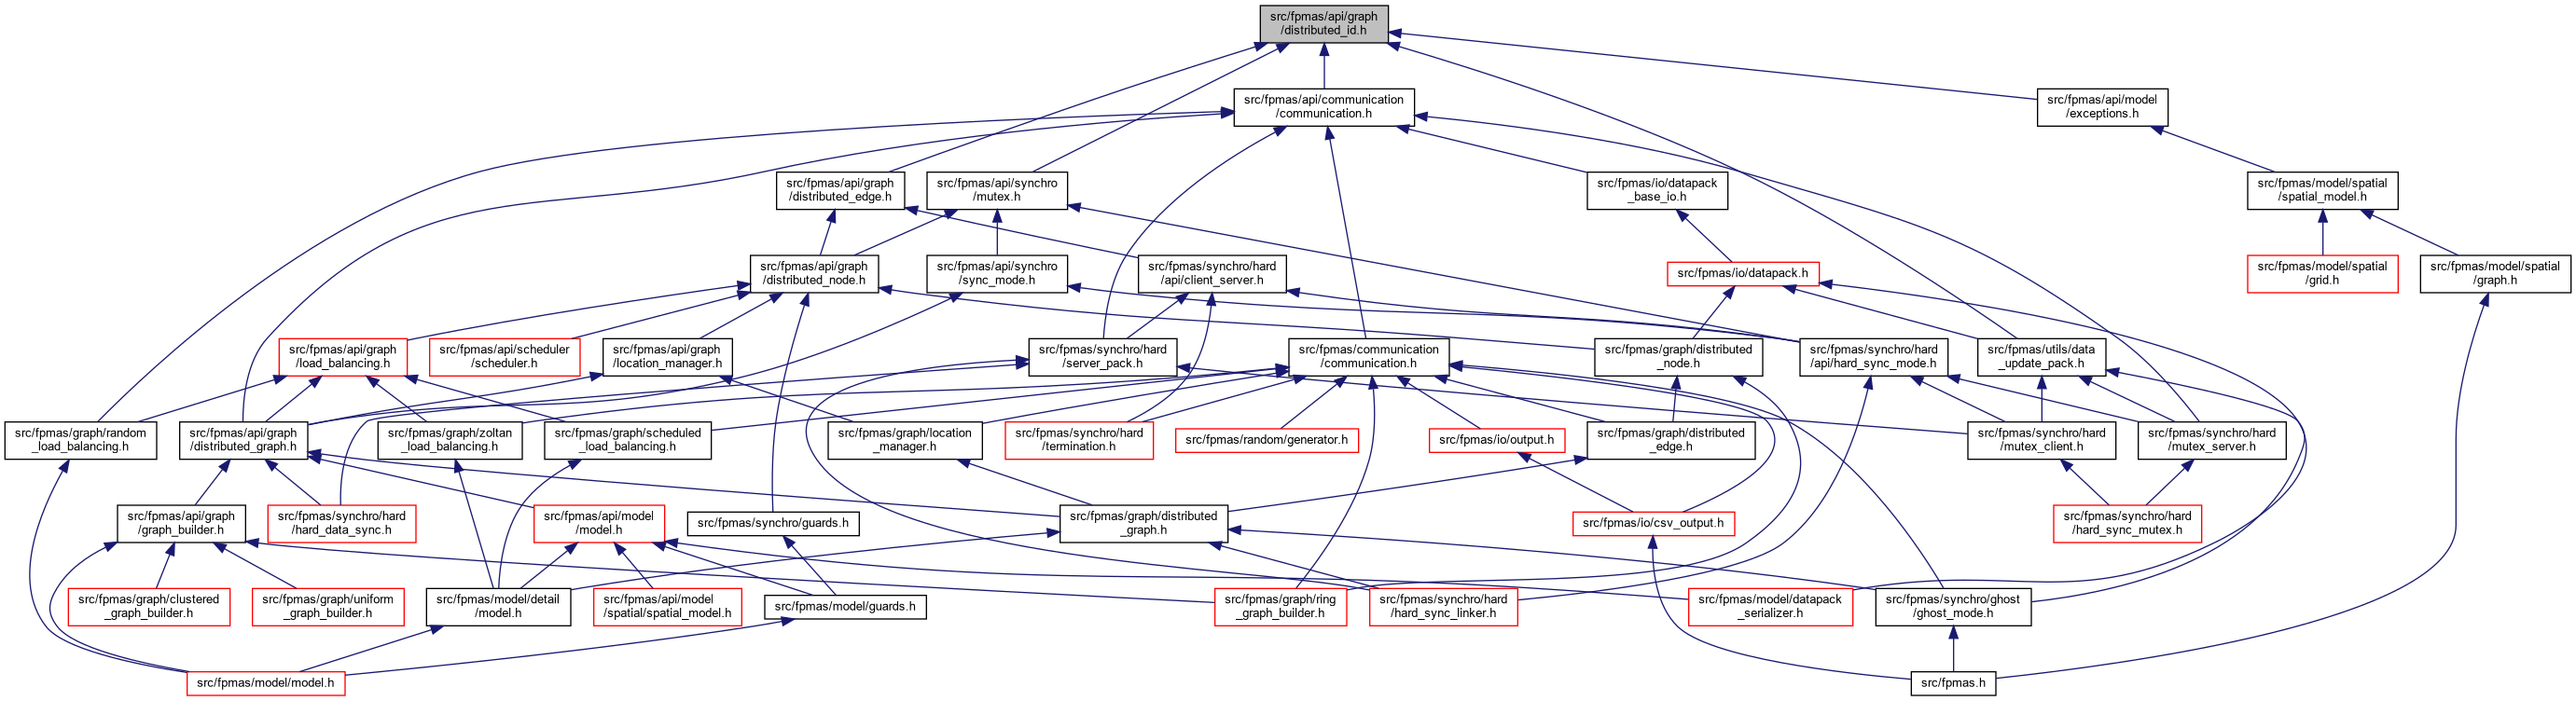 src/fpmas/api/graph
/distributed_id.h
src/fpmas/api/communication
/communication.h
src/fpmas/api/model
/exceptions.h
src/fpmas/api/graph
/distributed_edge.h
src/fpmas/api/synchro
/mutex.h
src/fpmas/io/datapack
_base_io.h
src/fpmas/model/spatial
/spatial_model.h
src/fpmas/api/graph
/distributed_node.h
src/fpmas/api/synchro
/sync_mode.h
src/fpmas/synchro/hard
/api/client_server.h
src/fpmas/io/datapack.h
src/fpmas/model/spatial
/grid.h
src/fpmas/model/spatial
/graph.h
src/fpmas/api/graph
/load_balancing.h
src/fpmas/api/scheduler
/scheduler.h
src/fpmas/api/graph
/location_manager.h
src/fpmas/synchro/hard
/server_pack.h
src/fpmas/communication
/communication.h
src/fpmas/graph/distributed
_node.h
src/fpmas/synchro/hard
/api/hard_sync_mode.h
src/fpmas/utils/data
_update_pack.h
src/fpmas/graph/random
_load_balancing.h
src/fpmas/api/graph
/distributed_graph.h
src/fpmas/graph/zoltan
_load_balancing.h
src/fpmas/graph/scheduled
_load_balancing.h
src/fpmas/graph/location
_manager.h
src/fpmas/synchro/hard
/termination.h
src/fpmas/random/generator.h
src/fpmas/io/output.h
src/fpmas/graph/distributed
_edge.h
src/fpmas/synchro/hard
/mutex_client.h
src/fpmas/synchro/hard
/mutex_server.h
src/fpmas/api/graph
/graph_builder.h
src/fpmas/synchro/hard
/hard_data_sync.h
src/fpmas/api/model
/model.h
src/fpmas/synchro/guards.h
src/fpmas/graph/distributed
_graph.h
src/fpmas/io/csv_output.h
src/fpmas/synchro/hard
/hard_sync_mutex.h
src/fpmas/graph/clustered
_graph_builder.h
src/fpmas/graph/uniform
_graph_builder.h
src/fpmas/model/detail
/model.h
src/fpmas/api/model
/spatial/spatial_model.h
src/fpmas/model/guards.h
src/fpmas/graph/ring
_graph_builder.h
src/fpmas/synchro/hard
/hard_sync_linker.h
src/fpmas/model/datapack
_serializer.h
src/fpmas/synchro/ghost
/ghost_mode.h
src/fpmas/model/model.h
src/fpmas.h